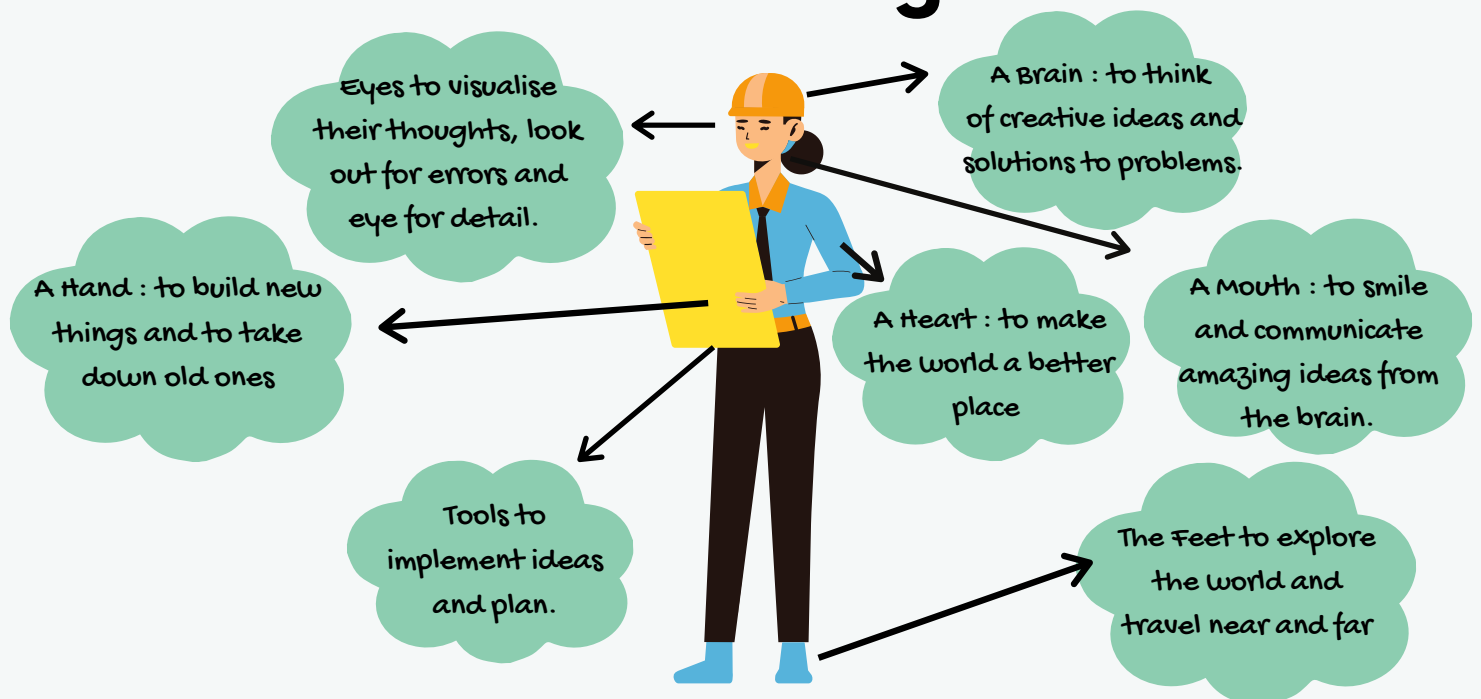 Eyes to visualise
their thoughts, look
out for errors and
eye for detail.
A Brain : to think
of creative ideas and
solutions to problems.
A Hand : to build new
things and to take
down old ones
A Heart : to make
the world a better
place
A Mouth : to smile
and communicate
amazing ideas from
the brain.
Tools to
implement ideas
and plan.
The Feet to explore
the world and
travel near and far